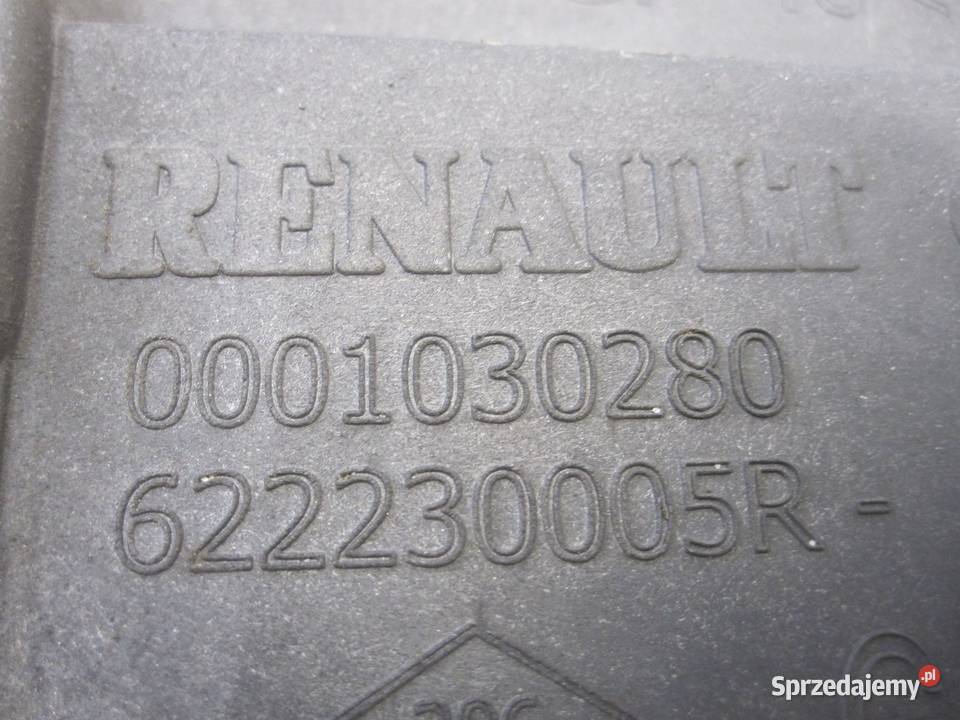 RENAULT
0001030280
622230005R -
Sprzedajemy.pl